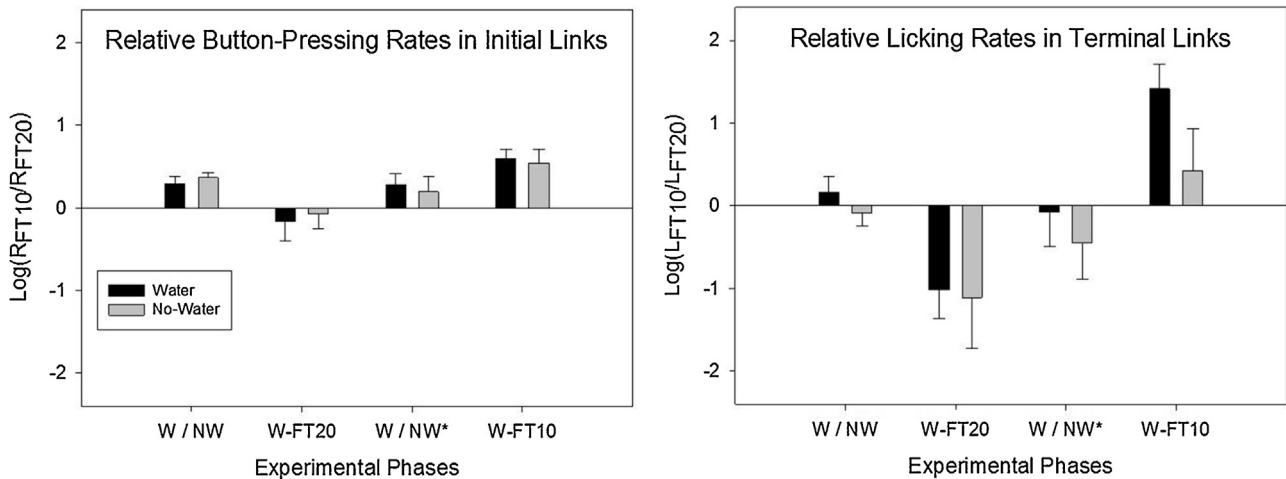 Relative Button-Pressing Rates in Initial Links
Log(RFT10/RFT20)
2
1
0
-1
-2
Water
No-Water
W / NW
W-FT20
W / NW*
W-FT10
Experimental Phases
Relative Licking Rates in Terminal Links
Log(LFT10/LFT20)
2
1
0
-1
-2
W / NW
W-FT20
W / NW*
W-FT10
Experimental Phases